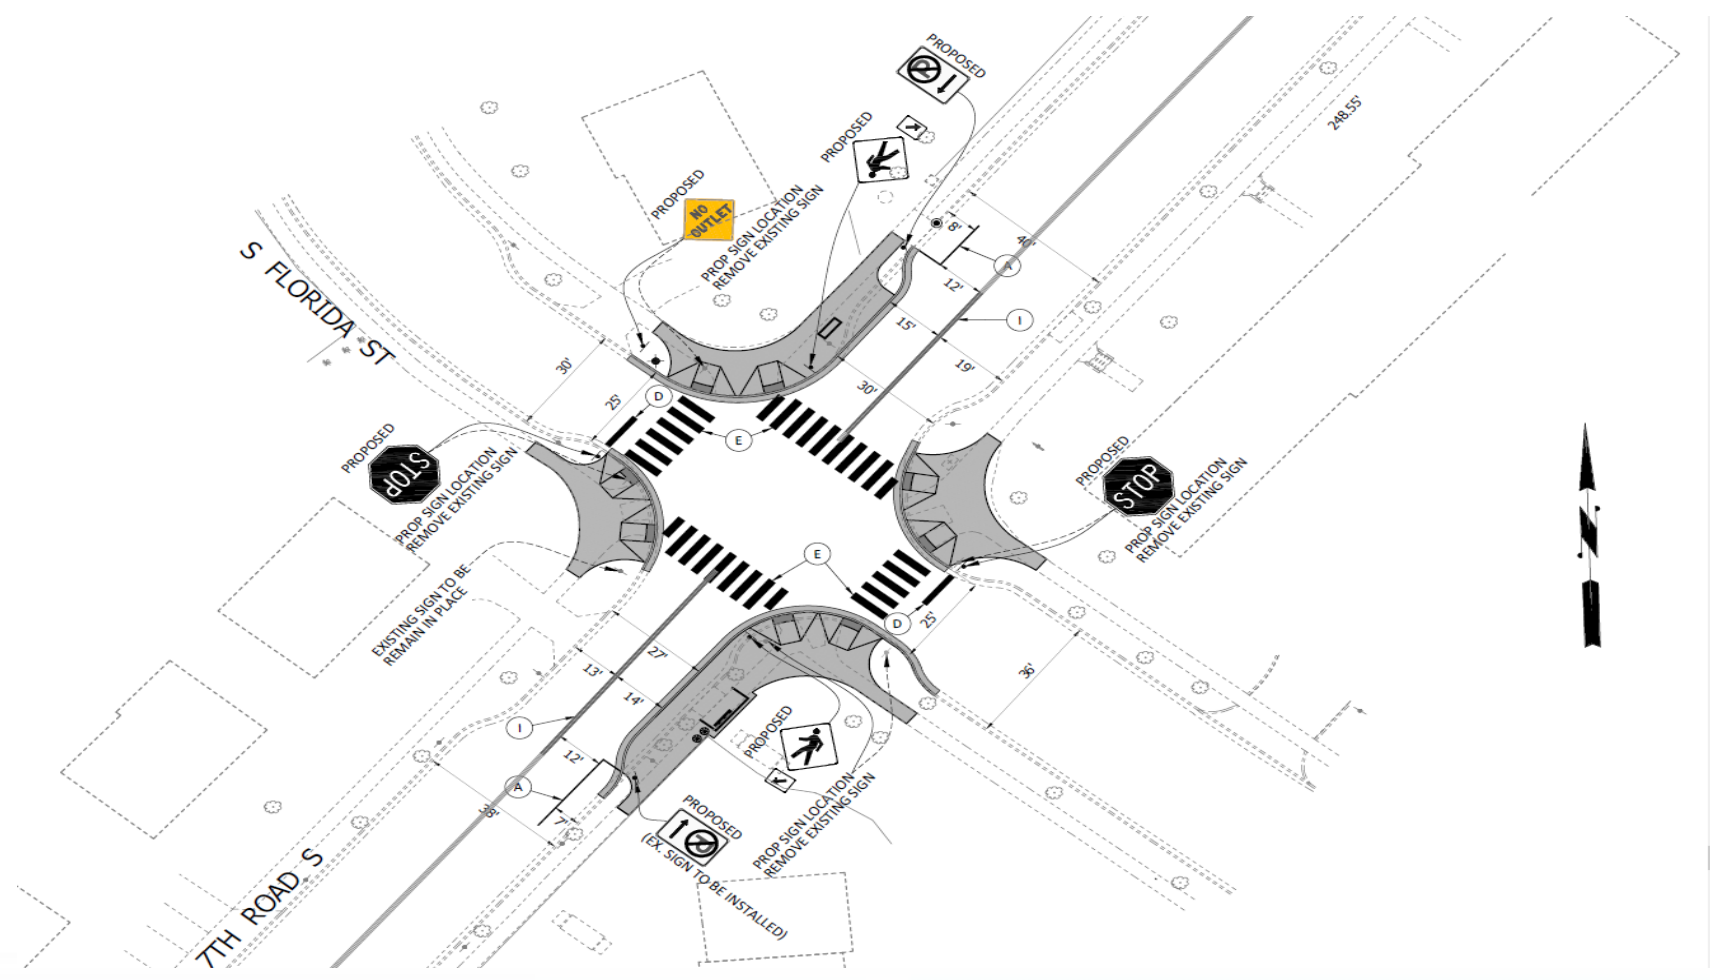 PROPOSED
PROPOSED
248.55'
PROPOSED
NO
OUTLET
PROP SIGN LOCATION
REMOVE EXISTING SIGN
8'
40'
A
12'
S FLORIDA ST
I
15'
19'
30'
30'
25'
D
E
PROPOSED
STOP
PROP SIGN LOCATION
REMOVE EXISTING SIGN
PROPOSED
STOP
PROP SIGN LOCATION
REMOVE EXISTING SIGN
N
EXISTING SIGN TO BE
REMAIN IN PLACE
E
D
25'
36'
27'
13'
14'
I
12'
A
38'
7'
PROPOSED
PROP SIGN LOCATION
REMOVE EXISTING SIGN
PROPOSED
(EX. SIGN TO BE INSTALLED)
P
P
7TH ROAD S